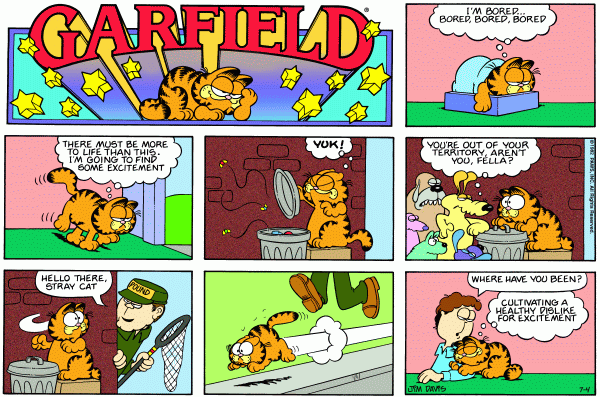 GARFIELD
®
I'M BORED...
BORED, BORED, BORED
THERE MUST BE MORE
TO LIFE THAN THIS.
I'M GOING TO FIND
SOME EXCITEMENT
YUK!
YOU'RE OUT OF YOUR
TERRITORY, AREN'T
YOU, FELLA?
HELLO THERE,
STRAY CAT
POUND
WHERE HAVE YOU BEEN?
CULTIVATING A
HEALTHY DISLIKE
FOR EXCITEMENT
JIM DAVIS
7-4